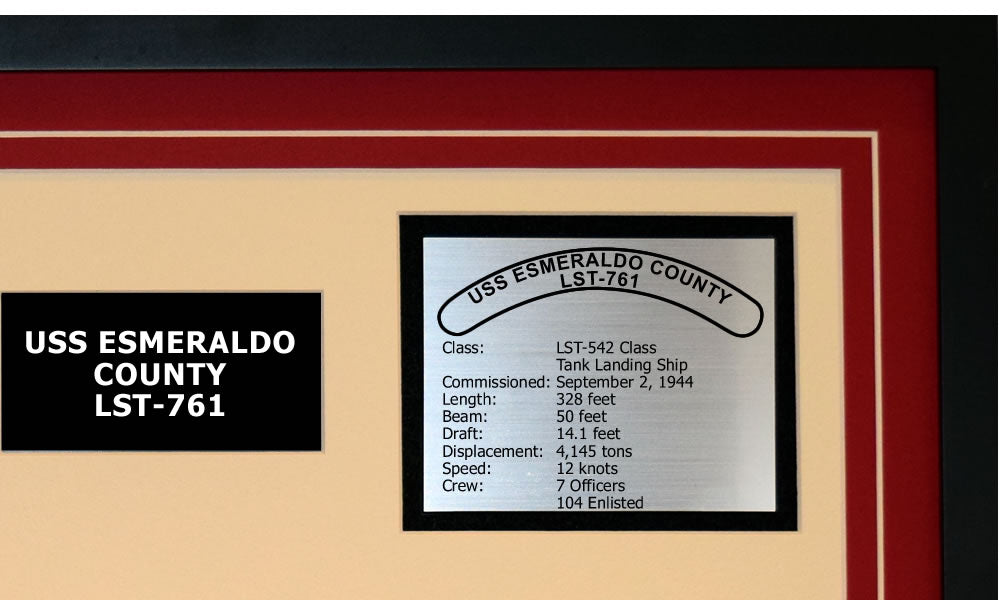 USS ESMERALDO
COUNTY
LST-761
USS ESMERALDO COUNTY
LST-761
Class: LST-542 Class
Tank Landing Ship
Commissioned: September 2, 1944
Length: 328 feet
Beam: 50 feet
Draft: 14.1 feet
Displacement: 4,145 tons
Speed: 12 knots
Crew: 7 Officers
104 Enlisted